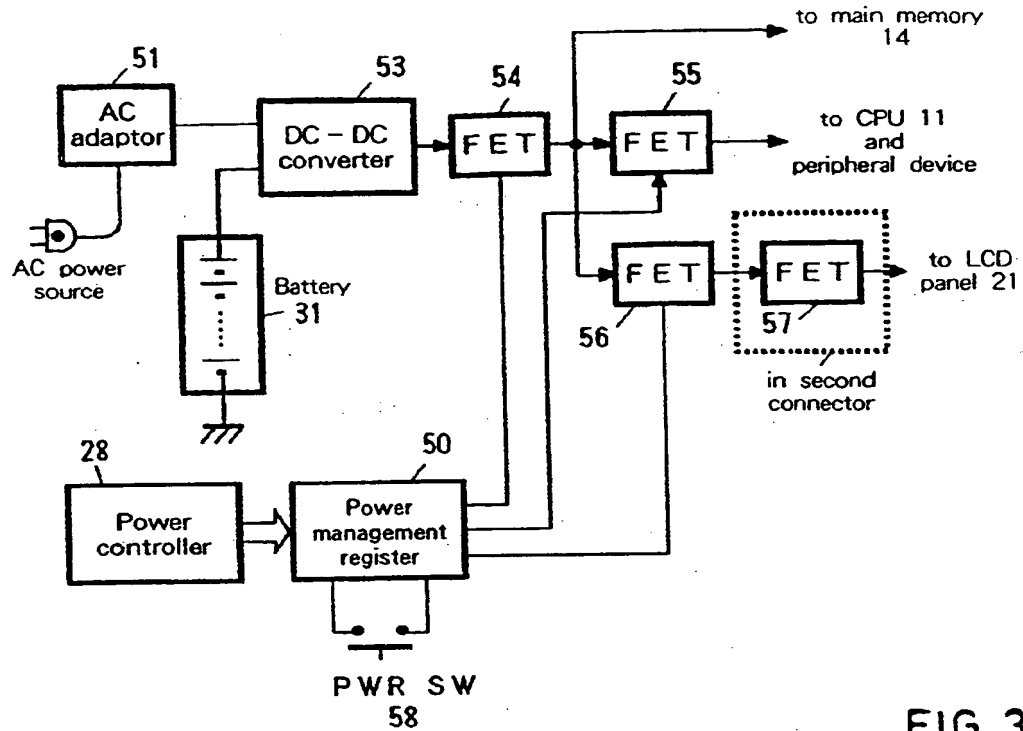 to main memory
14
51
AC
adaptor
53
DC-DC
converter
54
FET
55
FET
to CPU 11
and
peripheral device
AC power
source
Battery
31
FET
56
FET
57
to LCD
panel 21
in second
connector
28
Power
controller
50
Power
management
register
PWR SW
58
FIG. 3